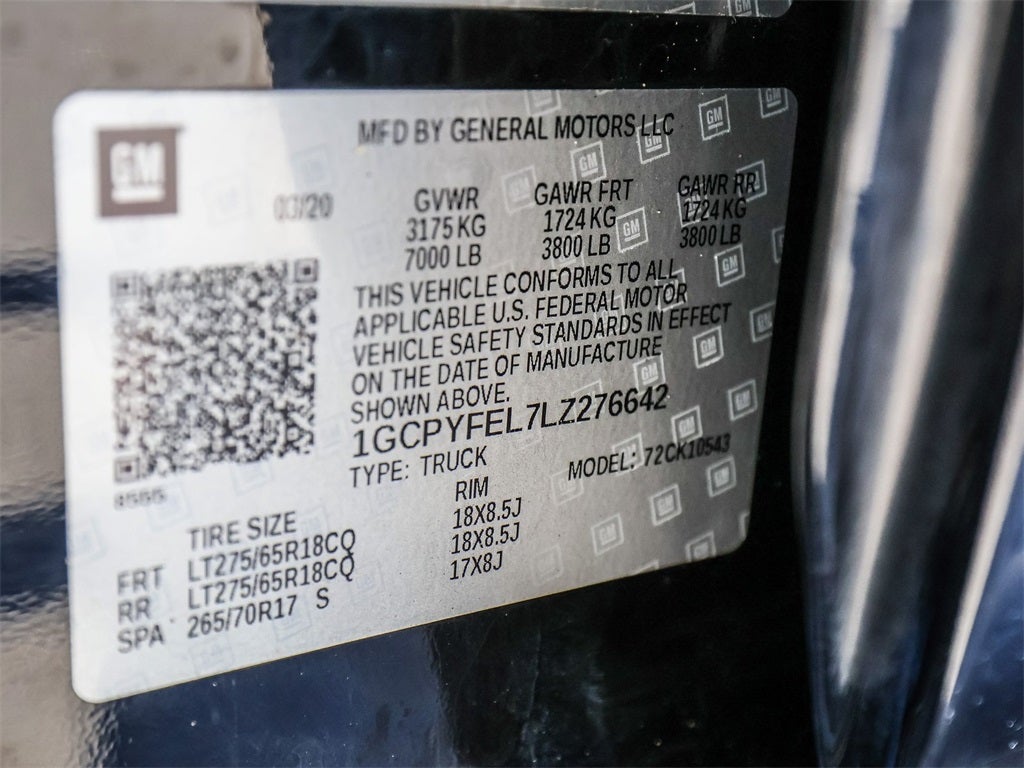 GM
MFD BY GENERAL MOTORS LLC
03/20 GVWR GAWR FRT GAWR RR
3175 KG 1724 KG 1724 KG
7000 LB 3800 LB 3800 LB
THIS VEHICLE CONFORMS TO ALL
APPLICABLE U.S. FEDERAL MOTOR
VEHICLE SAFETY STANDARDS IN EFFECT
ON THE DATE OF MANUFACTURE
SHOWN ABOVE.
1GCPYFEL7LZ276642
TYPE: TRUCK MODEL: 72CK10543
TIRE SIZE RIM
FRT LT275/65R18CQ 18X8.5J
RR LT275/65R18CQ 18X8.5J
SPA 265/70R17 S 17X8J